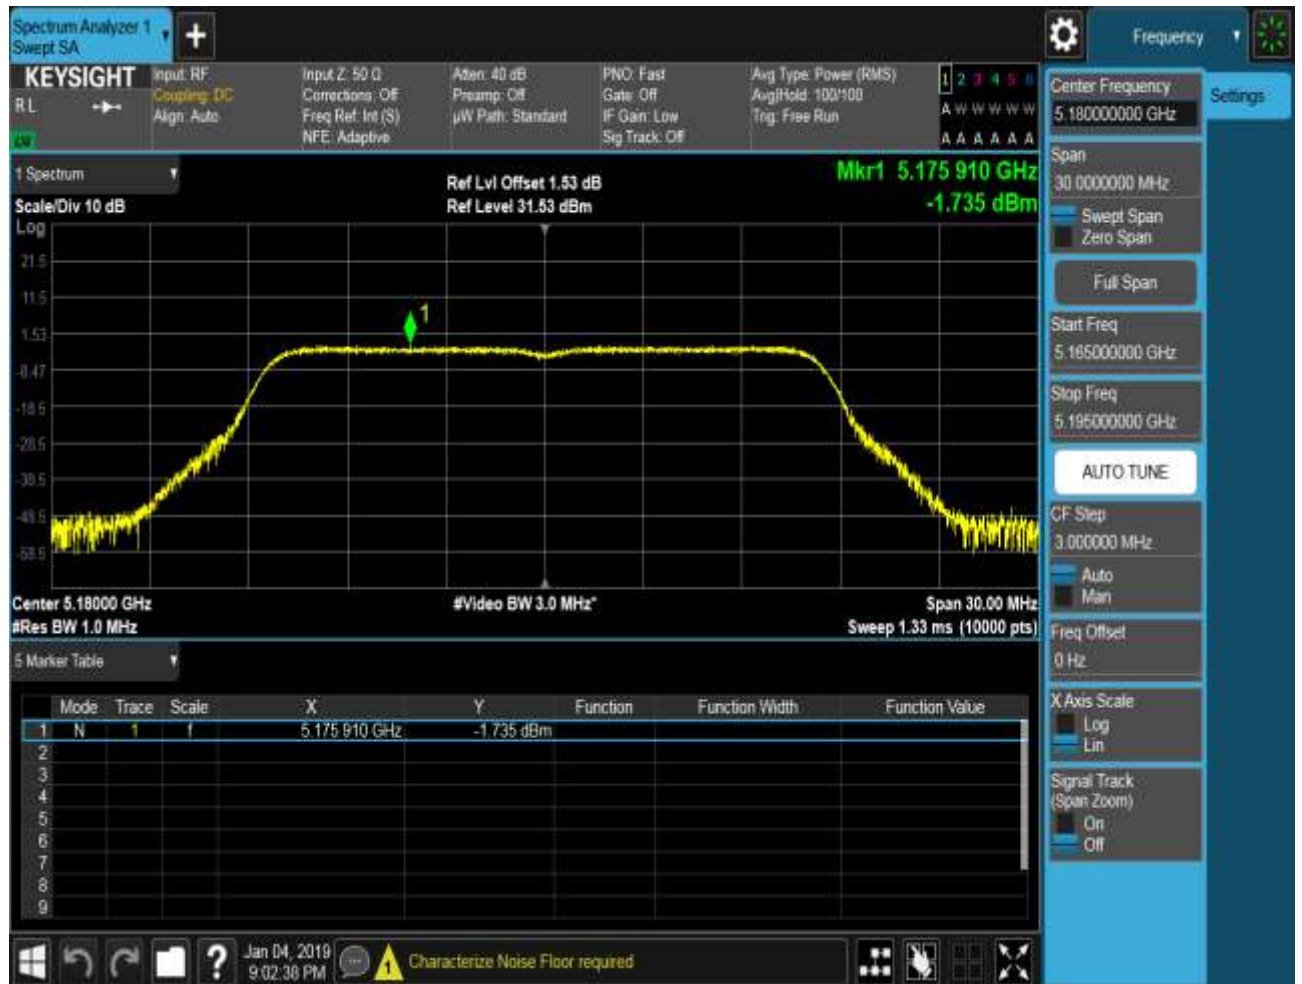 Spectrum Analyzer 1
Swept SA
Frequency
KEYSIGHT
R L
Input: RF
Coupling: DC
Align: Auto
Input Z: 50 Ω
Corrections: Off
Freq Ref: Int (S)
NFE: Adaptive
Atten: 40 dB
Preamp: Off
µW Path: Standard
PNO: Fast
Gate: Off
IF Gain: Low
Sig Track: Off
Avg Type: Power (RMS)
Avg|Hold: 100/100
Trig: Free Run
1 2 3 4 5 6
A W W W W W
A A A A A A
1 Spectrum
Scale/Div 10 dB
Ref Lvl Offset 1.53 dB
Ref Level 31.53 dBm
Mkr1 5.175 910 GHz
-1.735 dBm
Log
21.5
11.5
1.53
-8.47
-18.5
-28.5
-38.5
-48.5
-58.5
1
Center 5.18000 GHz
#Res BW 1.0 MHz
#Video BW 3.0 MHz*
Span 30.00 MHz
Sweep 1.33 ms (10000 pts)
5 Marker Table
Mode Trace Scale X Y Function Function Width Function Value
1 N 1 f 5.175 910 GHz -1.735 dBm
2
3
4
5
6
7
8
9
Jan 04, 2019
9:02:38 PM
?
1
Characterize Noise Floor required
Center Frequency
5.180000000 GHz
Settings
Span
30.0000000 MHz
Swept Span
Zero Span
Full Span
Start Freq
5.165000000 GHz
Stop Freq
5.195000000 GHz
AUTO TUNE
CF Step
3.000000 MHz
Auto
Man
Freq Offset
0 Hz
X Axis Scale
Log
Lin
Signal Track
(Span Zoom)
On
Off